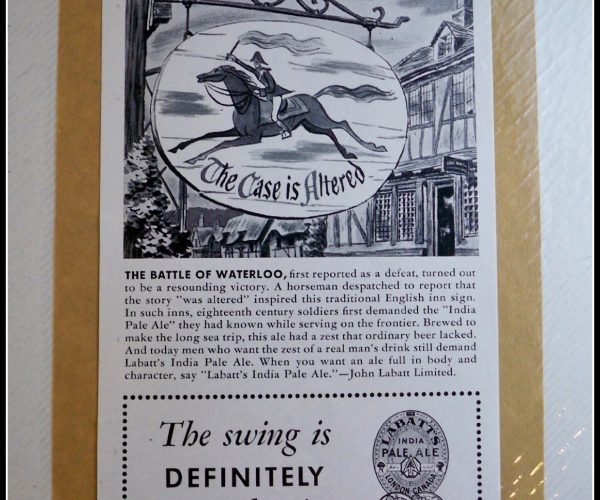 The Case is Altered
THE BATTLE OF WATERLOO, first reported as a defeat, turned out
to be a resounding victory. A horseman despatched to report that
the story "was altered" inspired this traditional English inn sign.
In such inns, eighteenth century soldiers first demanded the "India
Pale Ale" they had known while serving on the frontier. Brewed to
make the long sea trip, this ale had a zest that ordinary beer lacked.
And today men who want the zest of a real man's drink still demand
Labatt's India Pale Ale. When you want an ale full in body and
character, say "Labatt's India Pale Ale."—John Labatt Limited.
The swing is
DEFINITELY
LABATT'S
INDIA
PALE ALE
LONDON CANADA